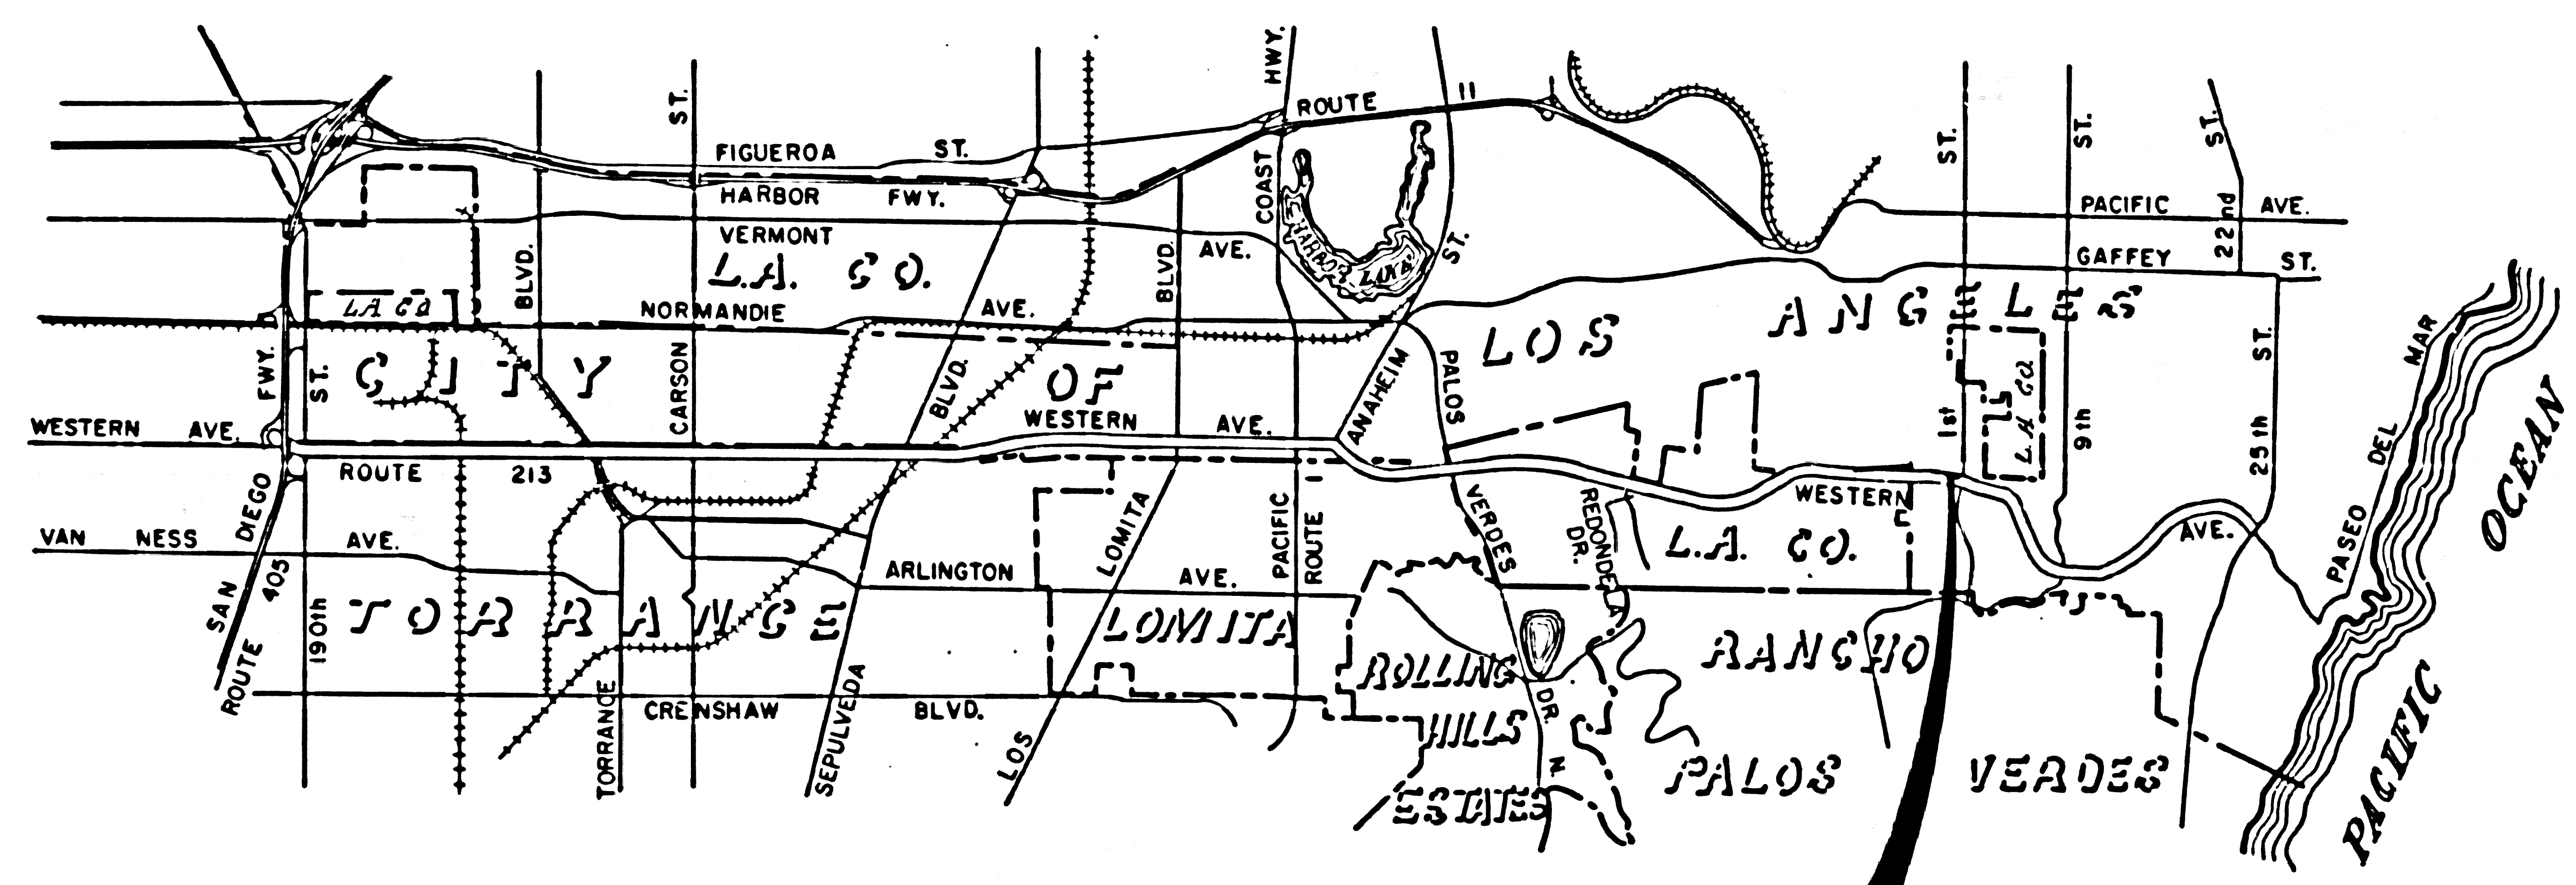 HWY.
ROUTE 11
ST.
FIGUEROA ST.
HARBOR FWY.
COAST
ST.
ST.
ST.
PACIFIC AVE.
VERMONT AVE.
HARBOR LAKE
ST.
22nd
GAFFEY ST.
L.A. CO.
BLVD.
BLVD.
L A CO
NORMANDIE AVE.
LOS ANGELES
FWY.
ST.
CITY OF
CARSON
BLVD.
ANAHEIM
PALOS
L.A CO.
ST.
MAR
WESTERN AVE.
WESTERN AVE.
1st
9th
25th
DEL
OCEAN
ROUTE 213
SAN DIEGO
VERDES
REDONDELA
DR.
WESTERN AVE.
PASEO
VAN NESS AVE.
LOMITA
PACIFIC
ROUTE
L.A. CO.
405
ROUTE
190th
ARLINGTON AVE.
TORRANCE
LOMITA
ROLLING
HILLS
ESTATES
RANCHO
PALOS VERDES
DR.
N.
CRENSHAW BLVD.
TORRANCE
SEPULVEDA
LOS
PACIFIC